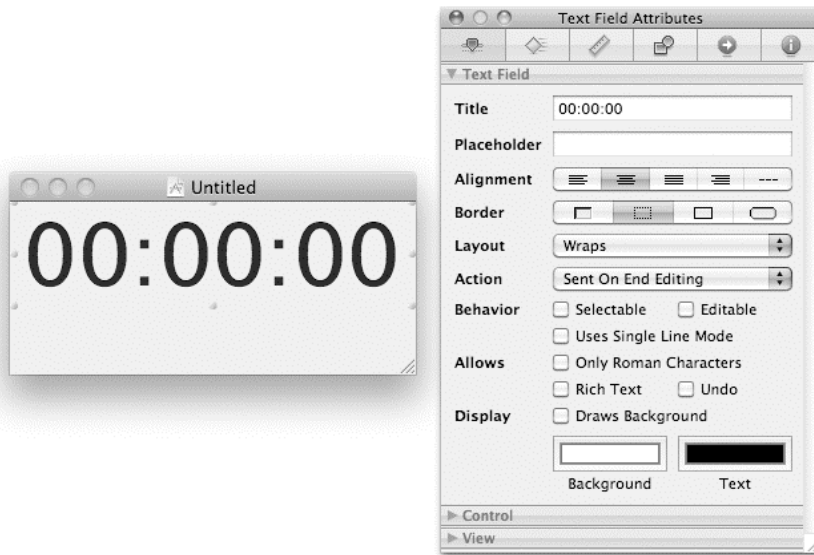 Untitled
00:00:00
Text Field Attributes
Text Field
Title 00:00:00
Placeholder
Alignment
Border
Layout Wraps
Action Sent On End Editing
Behavior Selectable Editable
Uses Single Line Mode
Allows Only Roman Characters
Rich Text Undo
Display Draws Background
Background Text
Control
View